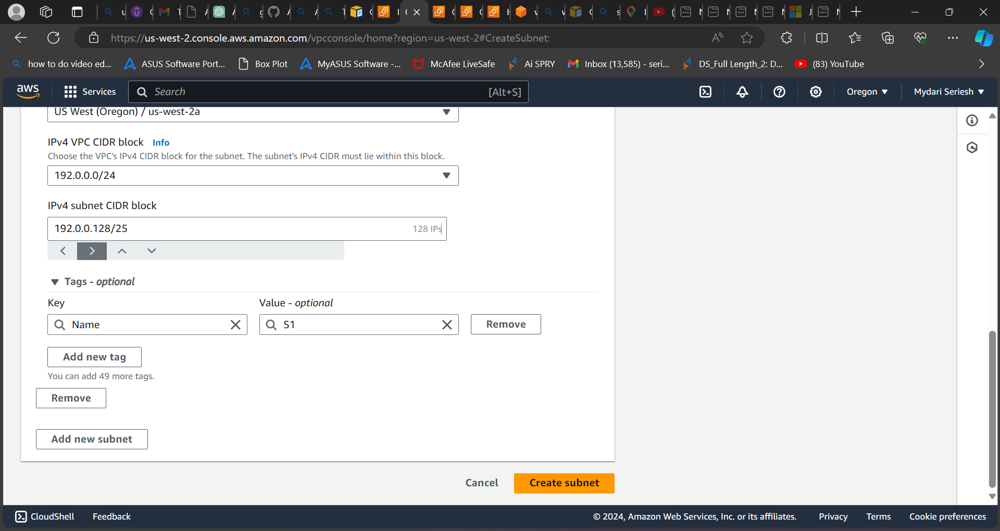 https://us-west-2.console.aws.amazon.com/vpcconsole/home?region=us-west-2#CreateSubnet:
how to do video ed...
ASUS Software Port...
Box Plot
MyASUS Software -...
McAfee LiveSafe
Ai SPRY
Inbox (13,585) - seri...
DS_Full Length_2: D...
(83) YouTube
aws
Services
Search
[Alt+S]
Oregon
Mydari Seriesh
US West (Oregon) / us-west-2a
IPv4 VPC CIDR block Info
Choose the VPC's IPv4 CIDR block for the subnet. The subnet's IPv4 CIDR must lie within this block.
192.0.0.0/24
IPv4 subnet CIDR block
192.0.0.128/25
128 IPs
Tags - optional
Key
Value - optional
Name
S1
Remove
Add new tag
You can add 49 more tags.
Remove
Add new subnet
Cancel
Create subnet
CloudShell
Feedback
© 2024, Amazon Web Services, Inc. or its affiliates.
Privacy
Terms
Cookie preferences